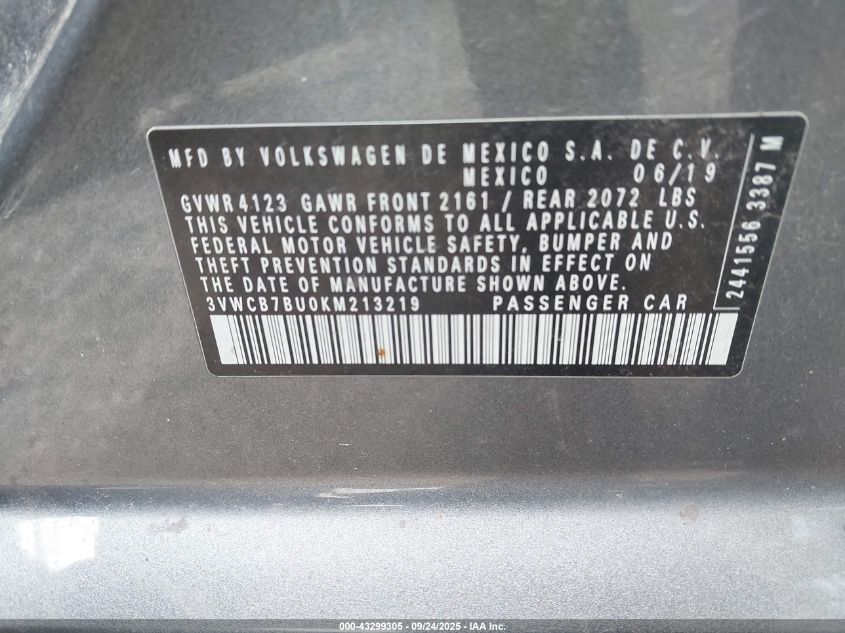 MFD BY VOLKSWAGEN DE MEXICO S.A. DE C.V.
MEXICO 06/19
GVWR 4123 GAWR FRONT 2161 / REAR 2072 LBS
THIS VEHICLE CONFORMS TO ALL APPLICABLE U.S.
FEDERAL MOTOR VEHICLE SAFETY, BUMPER AND
THEFT PREVENTION STANDARDS IN EFFECT ON
THE DATE OF MANUFACTURE SHOWN ABOVE.
3VWCB7BU0KM213219 PASSENGER CAR
2441556 3387 M
000-43299305 - 09/24/2025 - IAA Inc.